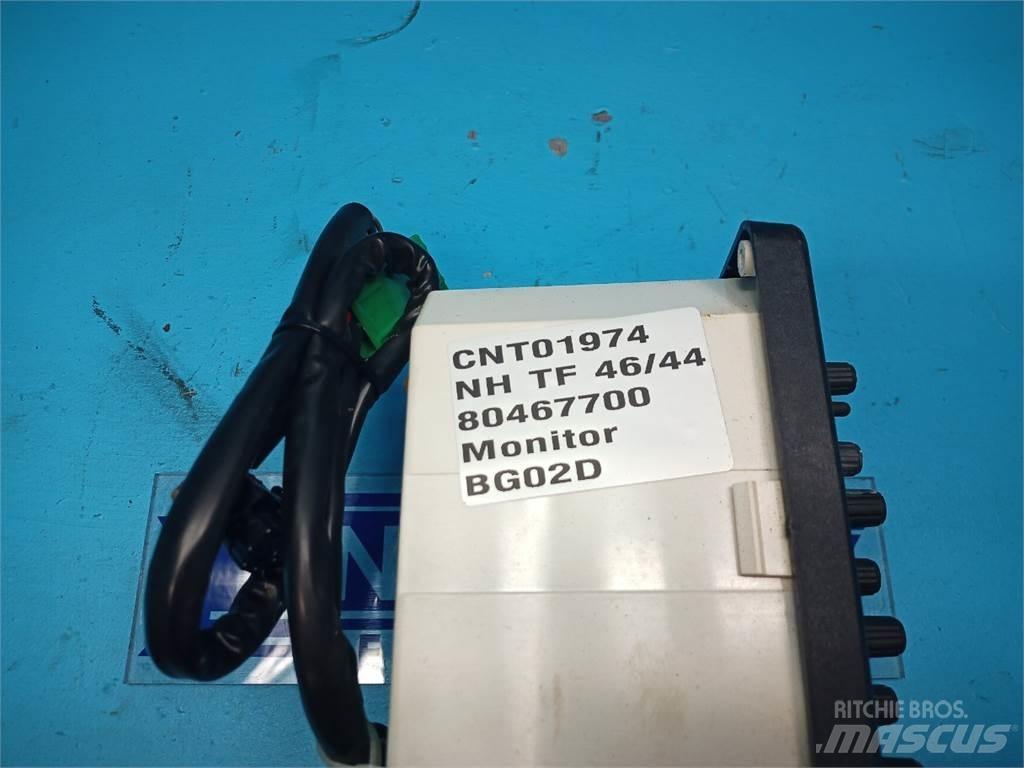 CNT01974
NH TF 46/44
80467700
Monitor
BG02D
RITCHIE BROS.
MASCUS